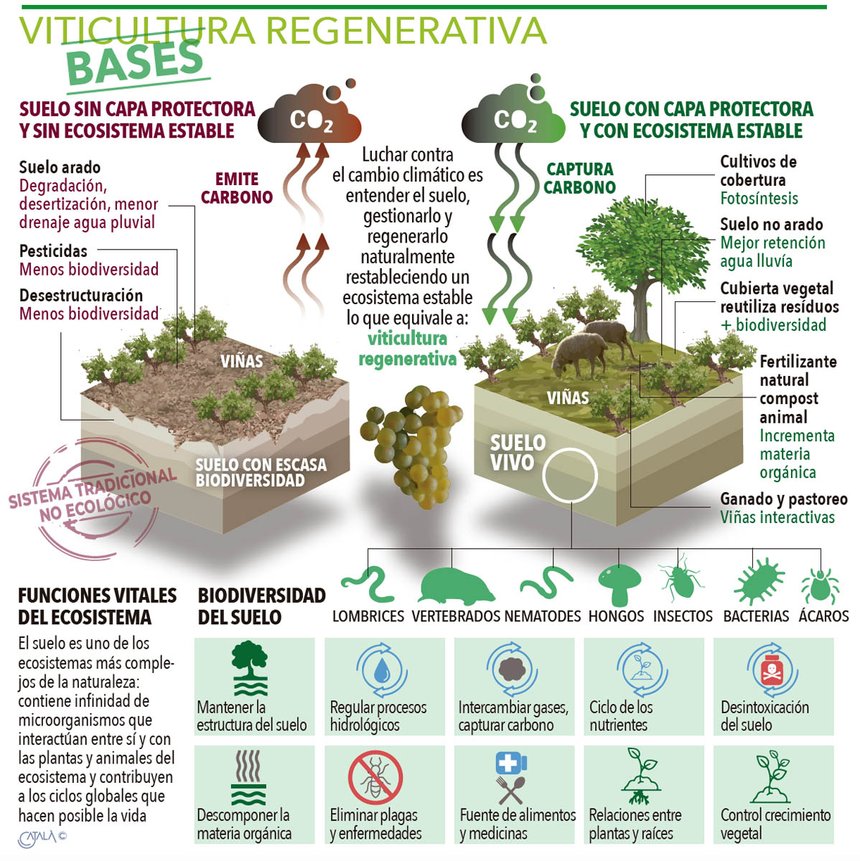 VITICULTURA REGENERATIVA
BASES
SUELO SIN CAPA PROTECTORA
Y SIN ECOSISTEMA ESTABLE
CO2
EMITE
CARBONO
Suelo arado
Degradación,
desertización, menor
drenaje agua pluvial
Pesticidas
Menos biodiversidad
Desestructuración
Menos biodiversidad
VIÑAS
SUELO CON ESCASA
BIODIVERSIDAD
SISTEMA TRADICIONAL
NO ECOLÓGICO
Luchar contra
el cambio climático es
entender el suelo,
gestionarlo y
regenerarlo
naturalmente
restableciendo un
ecosistema estable
lo que equivale a:
viticultura
regenerativa
CO2
SUELO CON CAPA PROTECTORA
Y CON ECOSISTEMA ESTABLE
CAPTURA
CARBONO
Cultivos de
cobertura
Fotosíntesis
Suelo no arado
Mejor retención
agua lluvía
Cubierta vegetal
reutiliza resíduos
+ biodiversidad
Fertilizante
natural
compost
animal
Incrementa
materia
orgánica
Ganado y pastoreo
Viñas interactivas
VIÑAS
SUELO
VIVO
FUNCIONES VITALES
DEL ECOSISTEMA
El suelo es uno de los
ecosistemas más comple-
jos de la naturaleza:
contiene infinidad de
microorganismos que
interactúan entre sí y con
las plantas y animales del
ecosistema y contribuyen
a los ciclos globales que
hacen posible la vida
CATALÀ ©
BIODIVERSIDAD
DEL SUELO
LOMBRICES
VERTEBRADOS
NEMATODES
HONGOS
INSECTOS
BACTERIAS
ÁCAROS
Mantener la
estructura del suelo
Regular procesos
hidrológicos
Intercambiar gases,
capturar carbono
Ciclo de los
nutrientes
Desintoxicación
del suelo
Descomponer la
materia orgánica
Eliminar plagas
y enfermedades
Fuente de alimentos
y medicinas
Relaciones entre
plantas y raíces
Control crecimiento
vegetal